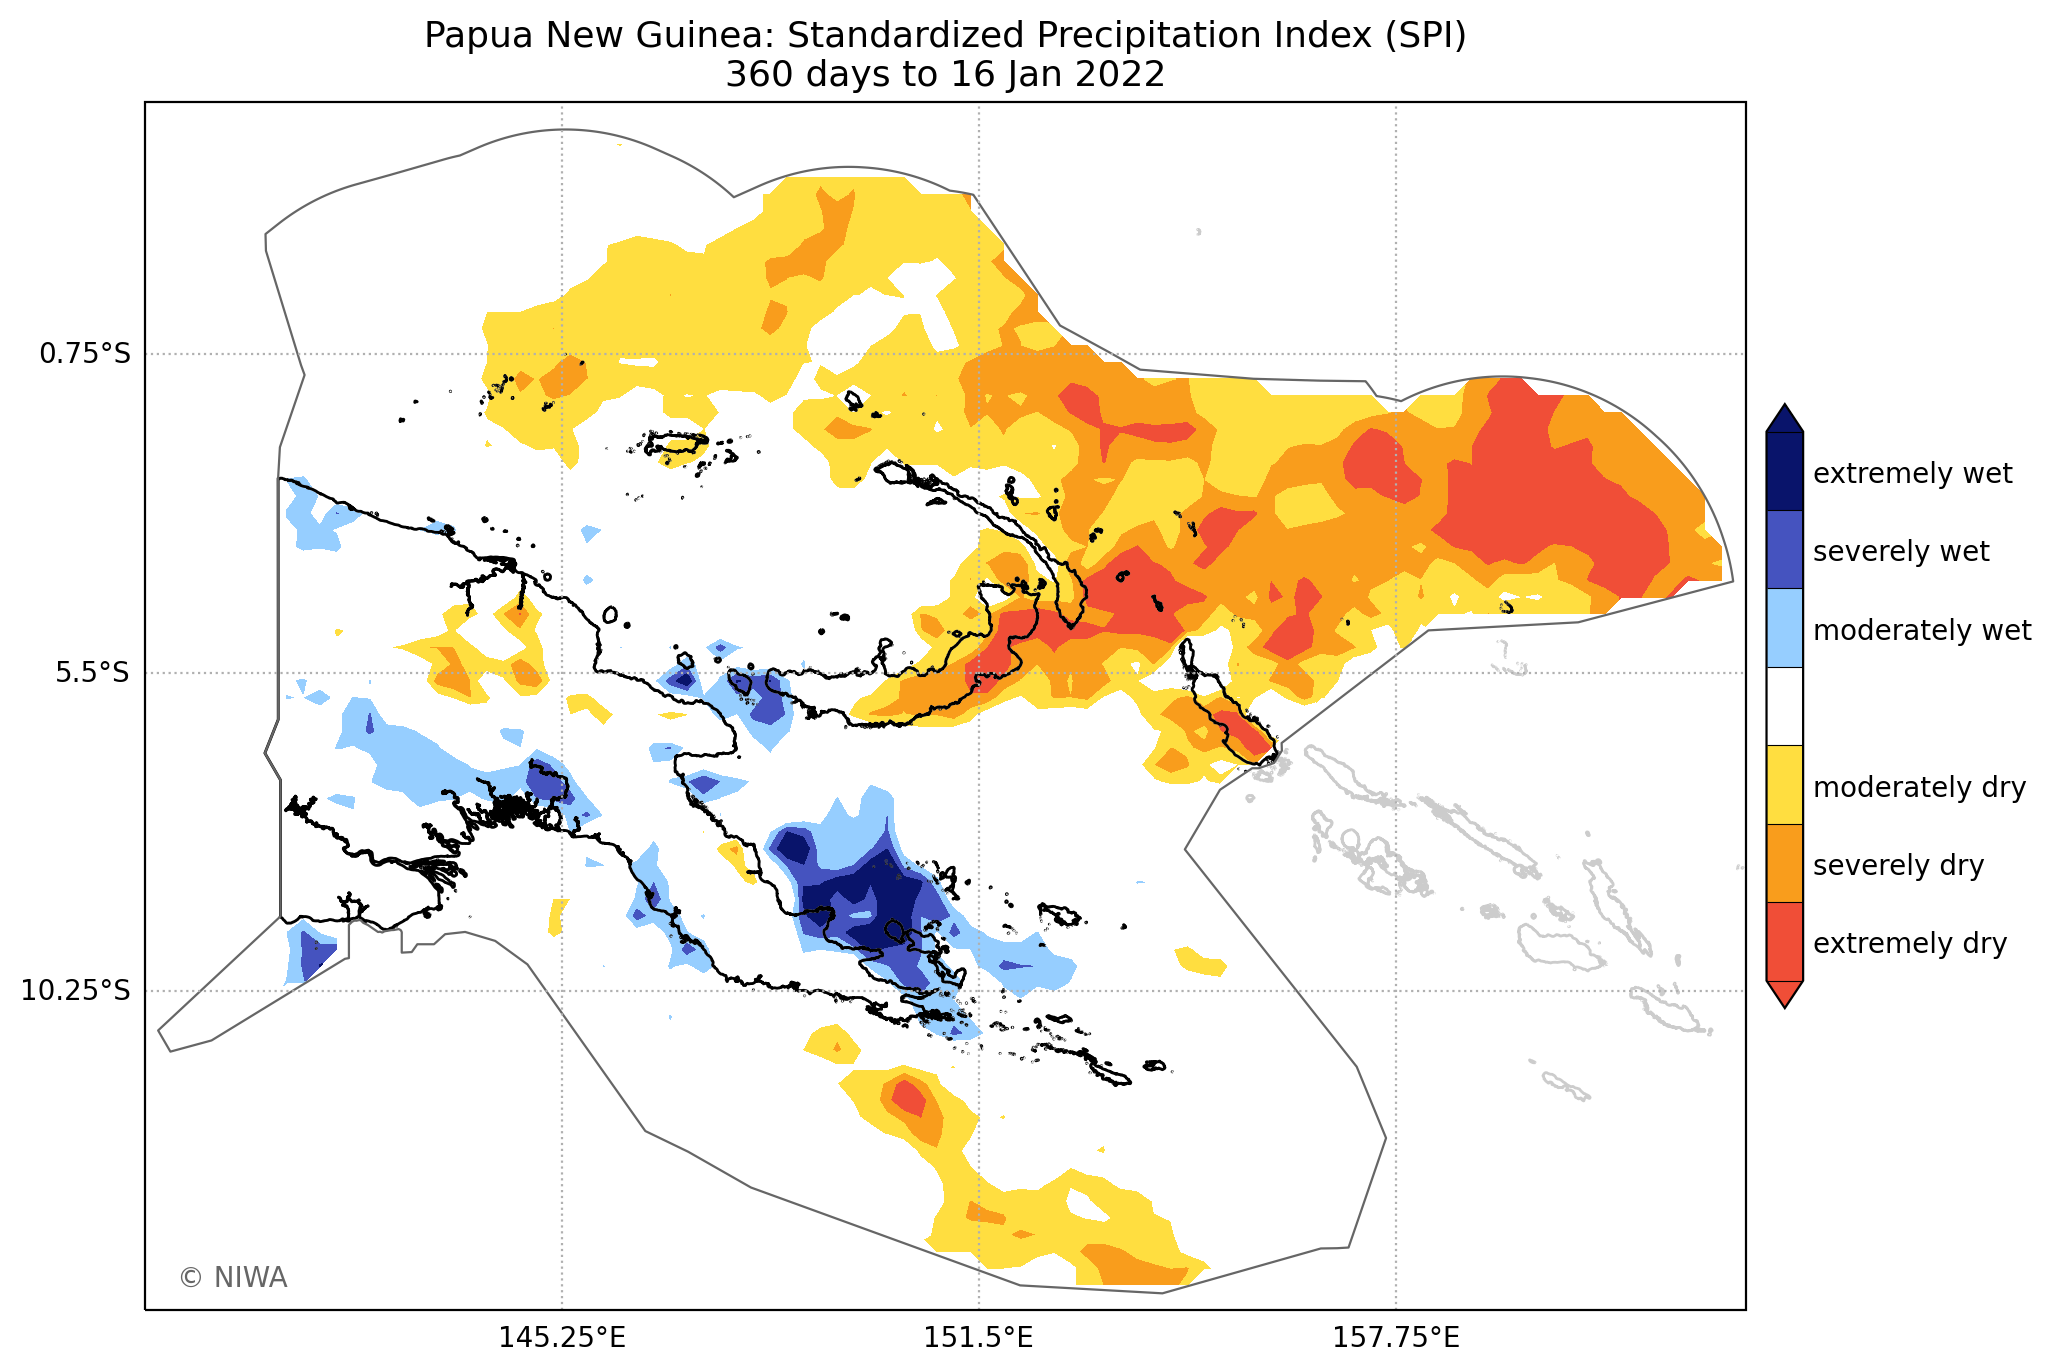 Papua New Guinea: Standardized Precipitation Index (SPI)
360 days to 16 Jan 2022
0.75°S
5.5°S
10.25°S
145.25°E
151.5°E
157.75°E
© NIWA
extremely wet
severely wet
moderately wet
moderately dry
severely dry
extremely dry